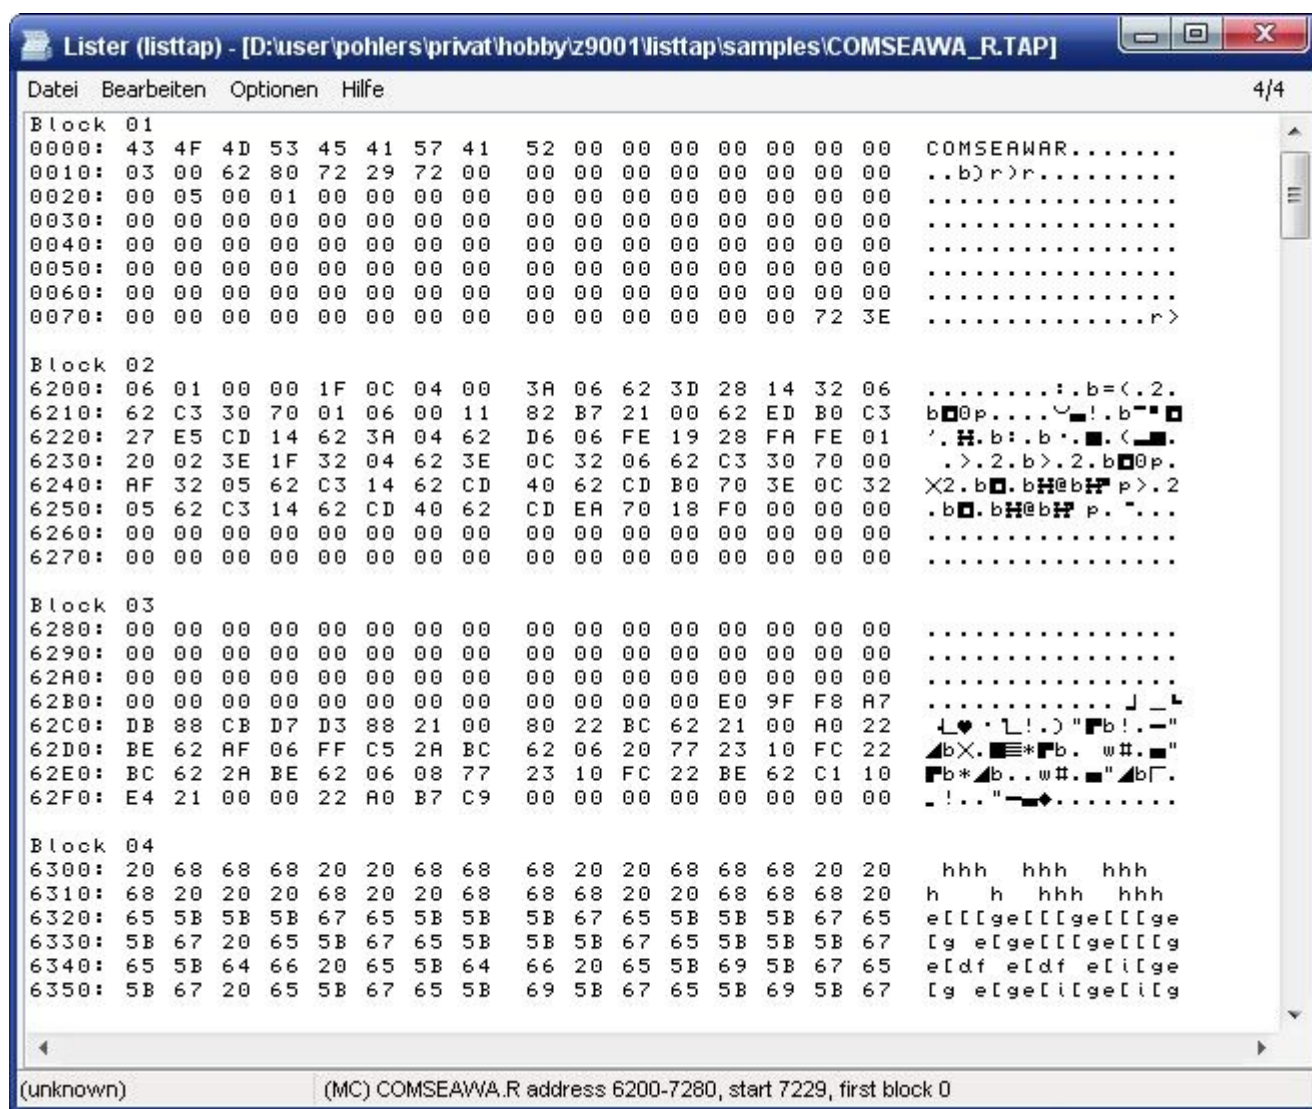 Lister (listtap) - [D:\user\pohlers\privat\hobby\z9001\listtap\samples\COMSEAWA_R.TAP]
Datei Bearbeiten Optionen Hilfe 4/4
Block 01
0000: 43 4F 4D 53 45 41 57 41 52 00 00 00 00 00 00 00 COMSEAWAR.......
0010: 03 00 62 80 72 29 72 00 00 00 00 00 00 00 00 00 ..b)r)r.........
0020: 00 05 00 01 00 00 00 00 00 00 00 00 00 00 00 00 ................
0030: 00 00 00 00 00 00 00 00 00 00 00 00 00 00 00 00 ................
0040: 00 00 00 00 00 00 00 00 00 00 00 00 00 00 00 00 ................
0050: 00 00 00 00 00 00 00 00 00 00 00 00 00 00 00 00 ................
0060: 00 00 00 00 00 00 00 00 00 00 00 00 00 00 00 00 ................
0070: 00 00 00 00 00 00 00 00 00 00 00 00 00 00 72 3E ..............r>
Block 02
6200: 06 01 00 00 1F 0C 04 00 3A 06 62 3D 28 14 32 06 ........:.b=(.2.
6210: 62 C3 30 70 01 06 00 11 82 B7 21 00 62 ED B0 C3
6220: 27 E5 CD 14 62 3A 04 62 D6 06 FE 19 28 FA FE 01
6230: 20 02 3E 1F 32 04 62 3E 0C 32 06 62 C3 30 70 00
6240: AF 32 05 62 C3 14 62 CD 40 62 CD B0 70 3E 0C 32
6250: 05 62 C3 14 62 CD 40 62 CD EA 70 18 F0 00 00 00
6260: 00 00 00 00 00 00 00 00 00 00 00 00 00 00 00 00 ................
6270: 00 00 00 00 00 00 00 00 00 00 00 00 00 00 00 00 ................
Block 03
6280: 00 00 00 00 00 00 00 00 00 00 00 00 00 00 00 00 ................
6290: 00 00 00 00 00 00 00 00 00 00 00 00 00 00 00 00 ................
62A0: 00 00 00 00 00 00 00 00 00 00 00 00 00 00 00 00 ................
62B0: 00 00 00 00 00 00 00 00 00 00 00 00 E0 9F F8 A7
62C0: DB 88 CB D7 D3 88 21 00 80 22 BC 62 21 00 A0 22
62D0: BE 62 AF 06 FF C5 2A BC 62 06 20 77 23 10 FC 22
62E0: BC 62 2A BE 62 06 08 77 23 10 FC 22 BE 62 C1 10
62F0: E4 21 00 00 22 A0 B7 C9 00 00 00 00 00 00 00 00
Block 04
6300: 20 68 68 68 20 20 68 68 68 20 20 68 68 68 20 20  hhh  hhh  hhh
6310: 68 20 20 20 68 20 20 68 68 68 20 20 68 68 68 20 h   h  hhh  hhh
6320: 65 5B 5B 5B 67 65 5B 5B 5B 67 65 5B 5B 5B 67 65 e[[[ge[[[ge[[[ge
6330: 5B 67 20 65 5B 67 65 5B 5B 5B 67 65 5B 5B 5B 67 [g e[ge[[[ge[[[g
6340: 65 5B 64 66 20 65 5B 64 66 20 65 5B 69 5B 67 65 e[df e[df e[i[ge
6350: 5B 67 20 65 5B 67 65 5B 69 5B 67 65 5B 69 5B 67 [g e[ge[i[ge[i[g
(unknown) (MC) COMSEAWA.R address 6200-7280, start 7229, first block 0